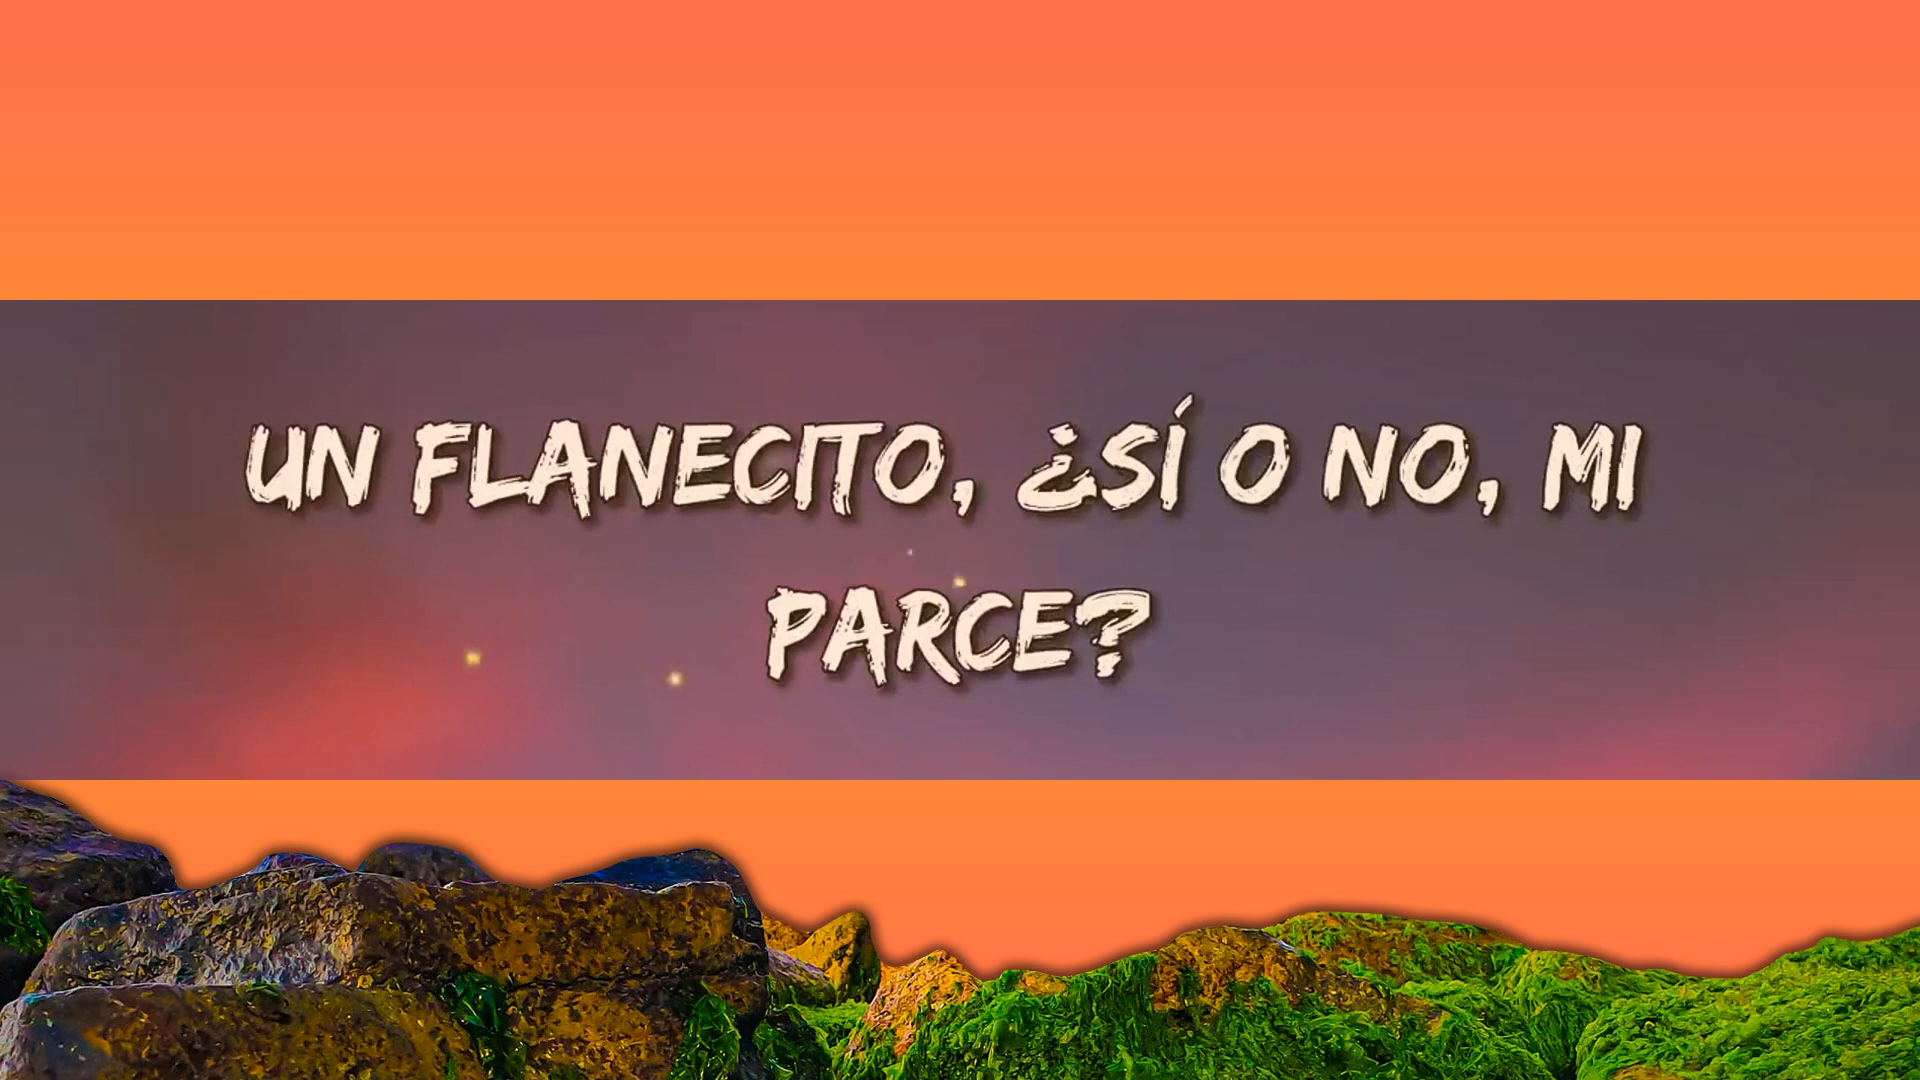 UN FLANECITO, ¿SÍ O NO, MI
PARCE?